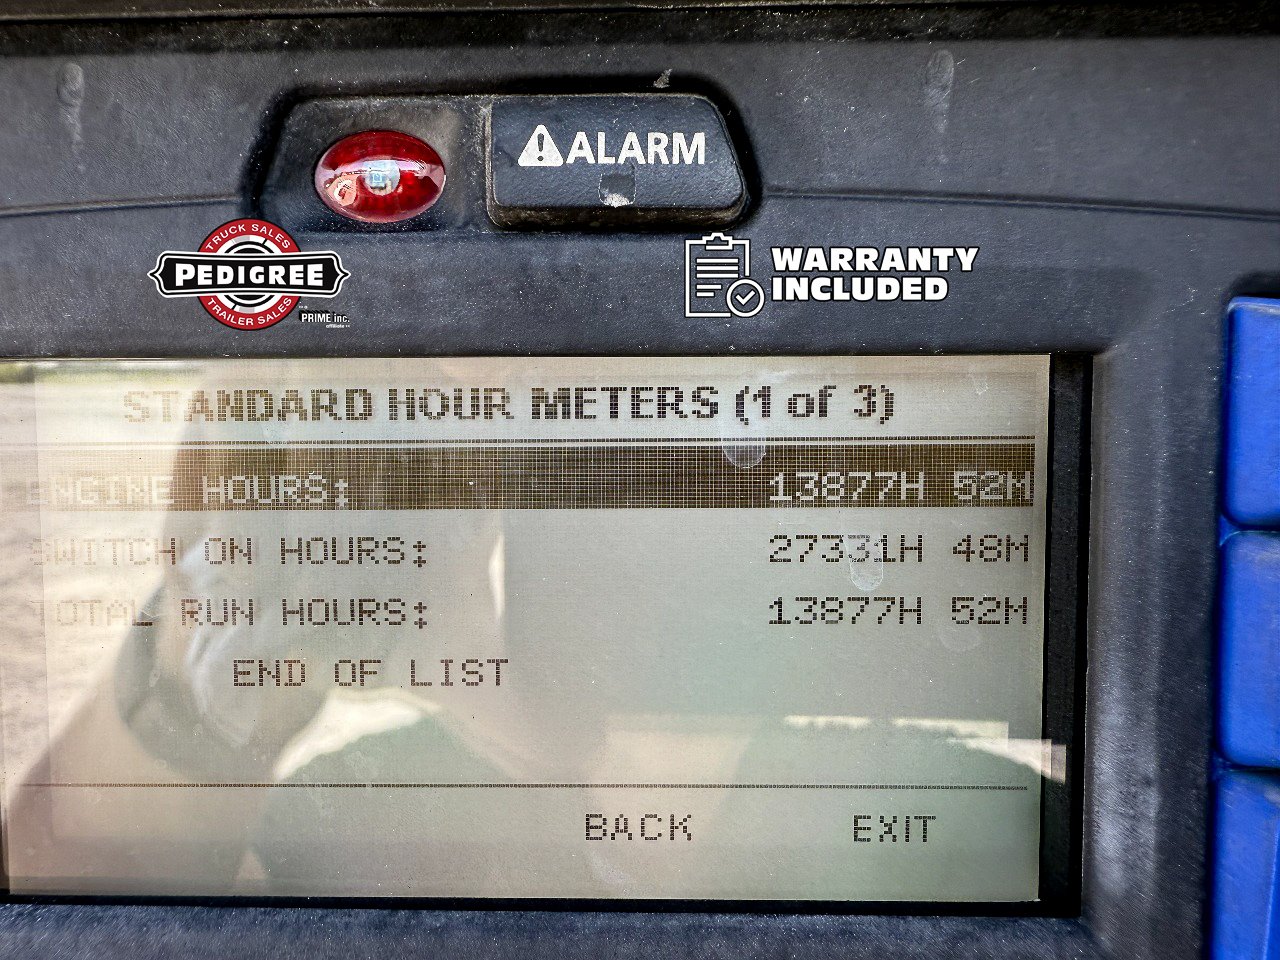 ALARM
TRUCK SALES
PEDIGREE
TRAILER SALES
PRIME inc.
affiliate
WARRANTY
INCLUDED
STANDARD HOUR METERS (1 of 3)
ENGINE HOURS: 13877H 52M
SWITCH ON HOURS: 27331H 48M
TOTAL RUN HOURS: 13877H 52M
END OF LIST
BACK EXIT